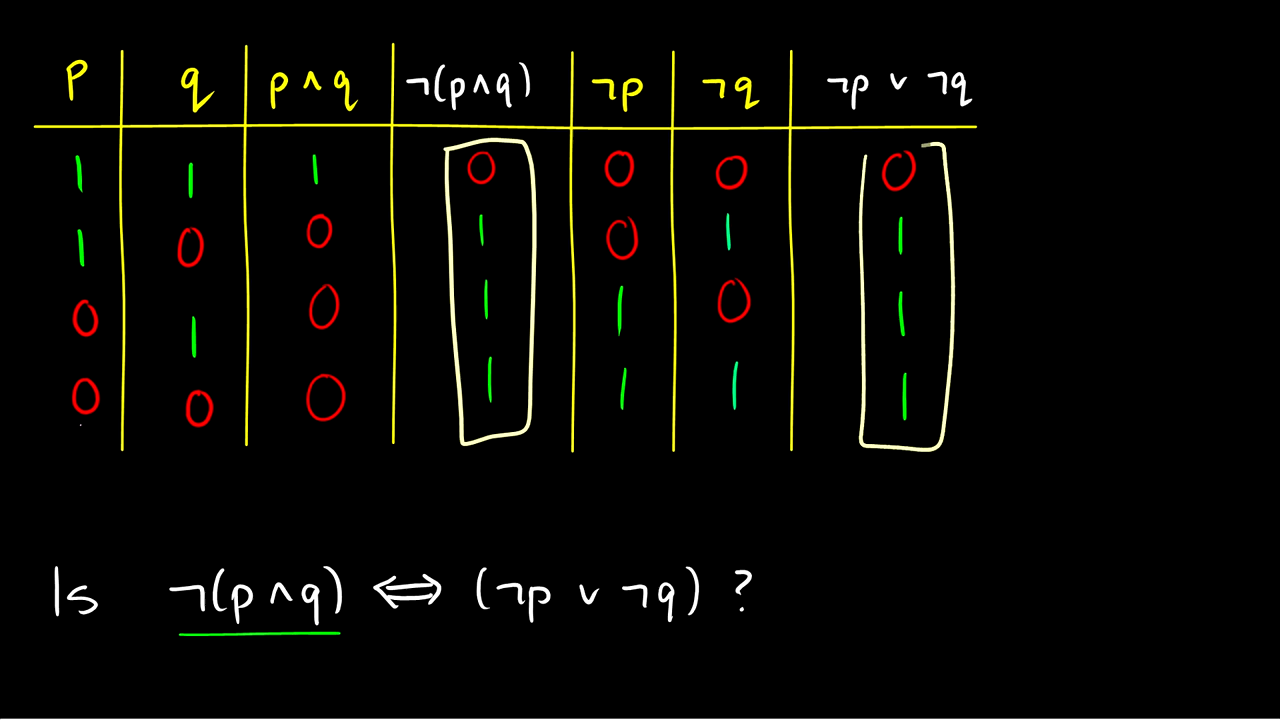 p q p ∧ q ¬(p∧q) ¬p ¬q ¬p ∨ ¬q
1 1 1 0 0 0 0
1 0 0 1 0 1 1
0 1 0 1 1 0 1
0 0 0 1 1 1 1
Is ¬(p ∧ q) ⇔ (¬p ∨ ¬q) ?